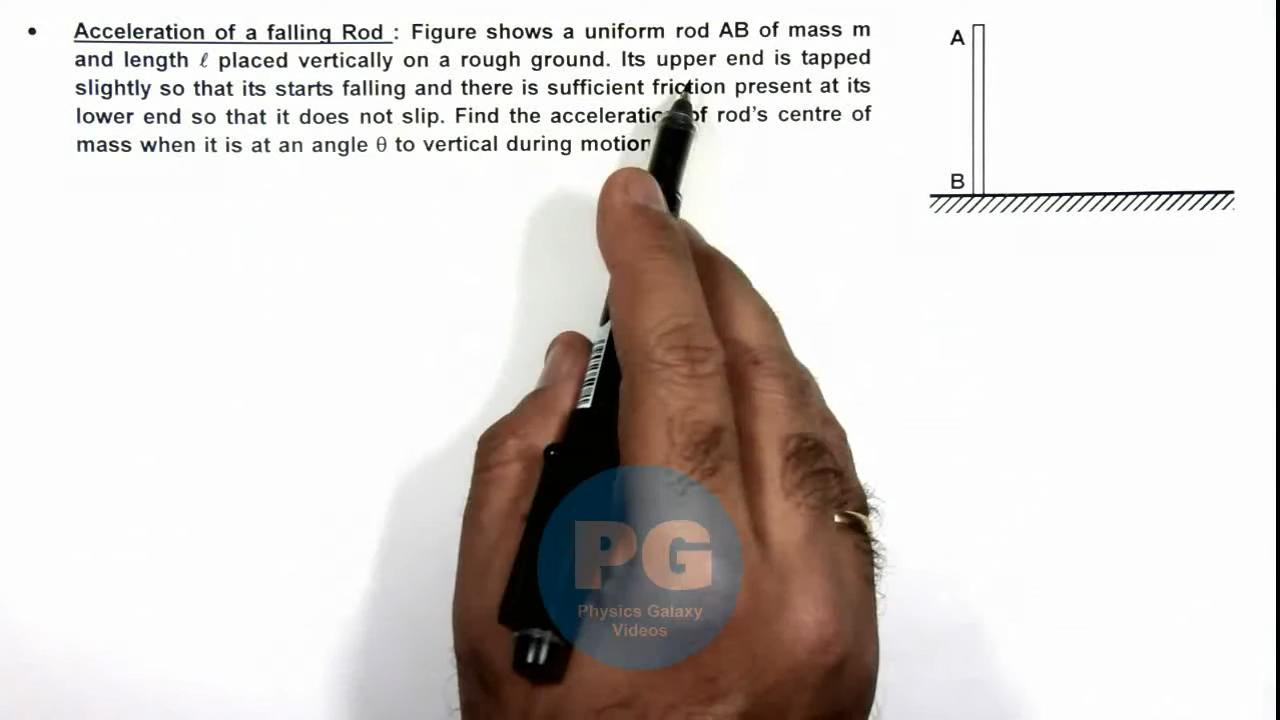 • Acceleration of a falling Rod : Figure shows a uniform rod AB of mass m
and length ℓ placed vertically on a rough ground. Its upper end is tapped
slightly so that its starts falling and there is sufficient friction present at its
lower end so that it does not slip. Find the acceleratio of rod's centre of
mass when it is at an angle θ to vertical during motion
A
B
PG
Physics Galaxy
Videos